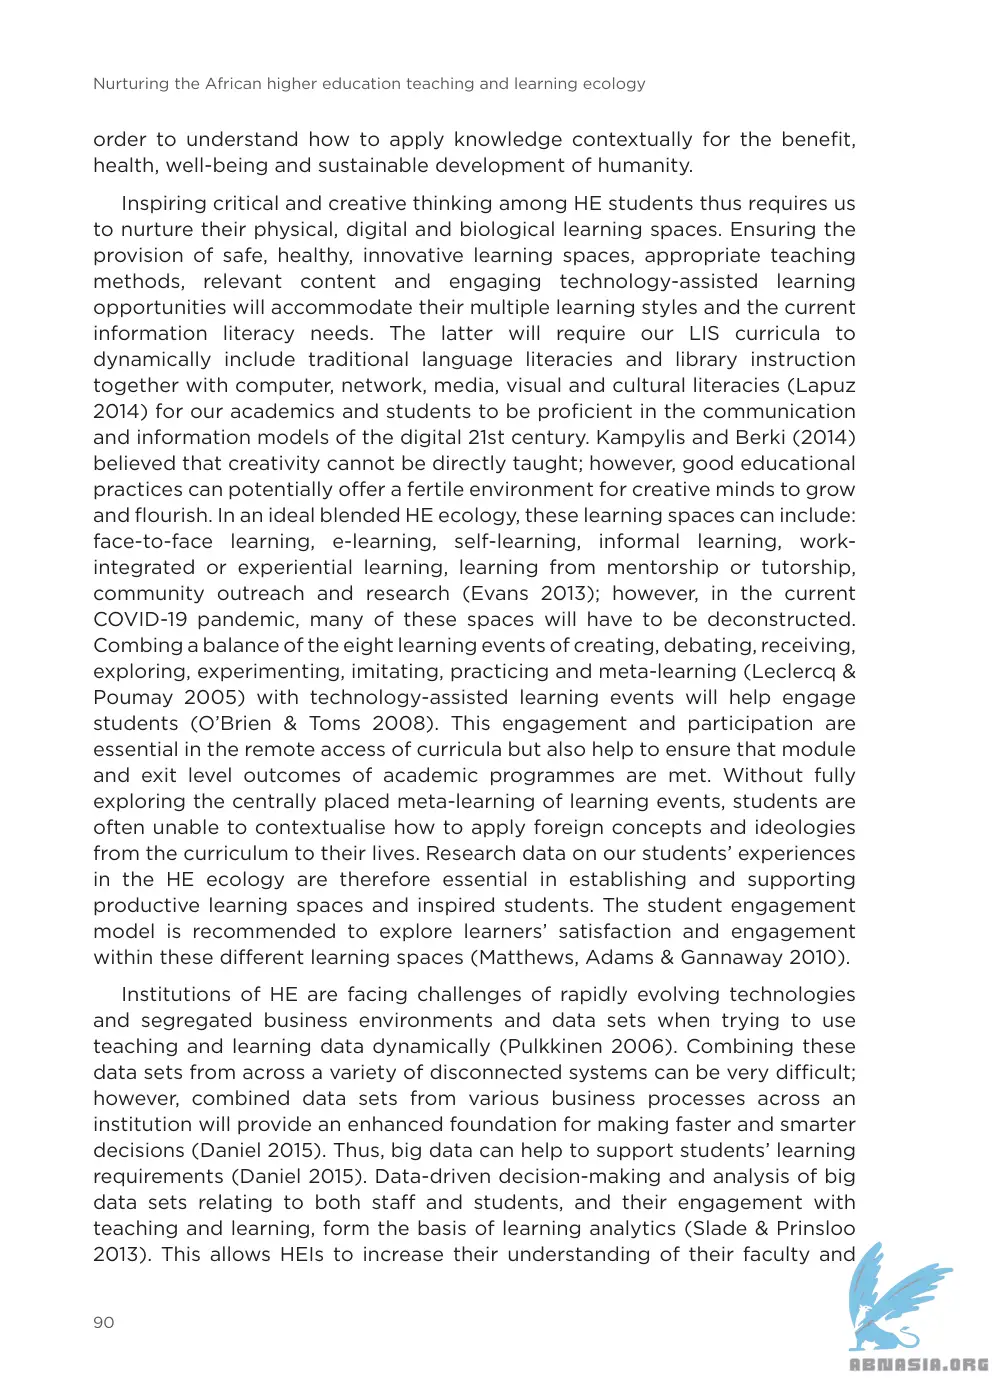 Nurturing the African higher education teaching and learning ecology
order to understand how to apply knowledge contextually for the benefit,
health, well-being and sustainable development of humanity.
Inspiring critical and creative thinking among HE students thus requires us
to nurture their physical, digital and biological learning spaces. Ensuring the
provision of safe, healthy, innovative learning spaces, appropriate teaching
methods, relevant content and engaging technology-assisted learning
opportunities will accommodate their multiple learning styles and the current
information literacy needs. The latter will require our LIS curricula to
dynamically include traditional language literacies and library instruction
together with computer, network, media, visual and cultural literacies (Lapuz
2014) for our academics and students to be proficient in the communication
and information models of the digital 21st century. Kampylis and Berki (2014)
believed that creativity cannot be directly taught; however, good educational
practices can potentially offer a fertile environment for creative minds to grow
and flourish. In an ideal blended HE ecology, these learning spaces can include:
face-to-face learning, e-learning, self-learning, informal learning, work-
integrated or experiential learning, learning from mentorship or tutorship,
community outreach and research (Evans 2013); however, in the current
COVID-19 pandemic, many of these spaces will have to be deconstructed.
Combing a balance of the eight learning events of creating, debating, receiving,
exploring, experimenting, imitating, practicing and meta-learning (Leclercq &
Poumay 2005) with technology-assisted learning events will help engage
students (O’Brien & Toms 2008). This engagement and participation are
essential in the remote access of curricula but also help to ensure that module
and exit level outcomes of academic programmes are met. Without fully
exploring the centrally placed meta-learning of learning events, students are
often unable to contextualise how to apply foreign concepts and ideologies
from the curriculum to their lives. Research data on our students’ experiences
in the HE ecology are therefore essential in establishing and supporting
productive learning spaces and inspired students. The student engagement
model is recommended to explore learners’ satisfaction and engagement
within these different learning spaces (Matthews, Adams & Gannaway 2010).
Institutions of HE are facing challenges of rapidly evolving technologies
and segregated business environments and data sets when trying to use
teaching and learning data dynamically (Pulkkinen 2006). Combining these
data sets from across a variety of disconnected systems can be very difficult;
however, combined data sets from various business processes across an
institution will provide an enhanced foundation for making faster and smarter
decisions (Daniel 2015). Thus, big data can help to support students’ learning
requirements (Daniel 2015). Data-driven decision-making and analysis of big
data sets relating to both staff and students, and their engagement with
teaching and learning, form the basis of learning analytics (Slade & Prinsloo
2013). This allows HEIs to increase their understanding of their faculty and
90
ABNASIA.ORG